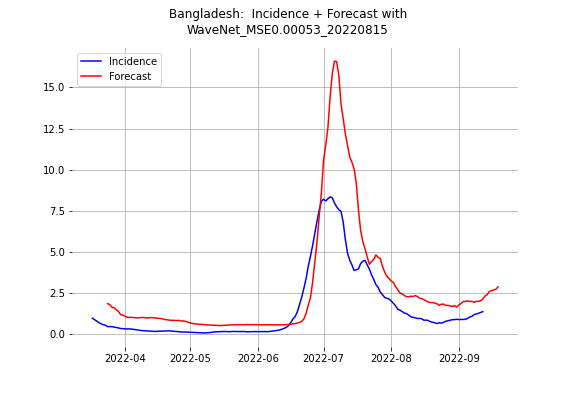 Bangladesh:  Incidence + Forecast with
WaveNet_MSE0.00053_20220815
Incidence
Forecast
15.0
12.5
10.0
7.5
5.0
2.5
0.0
2022-04 2022-05 2022-06 2022-07 2022-08 2022-09